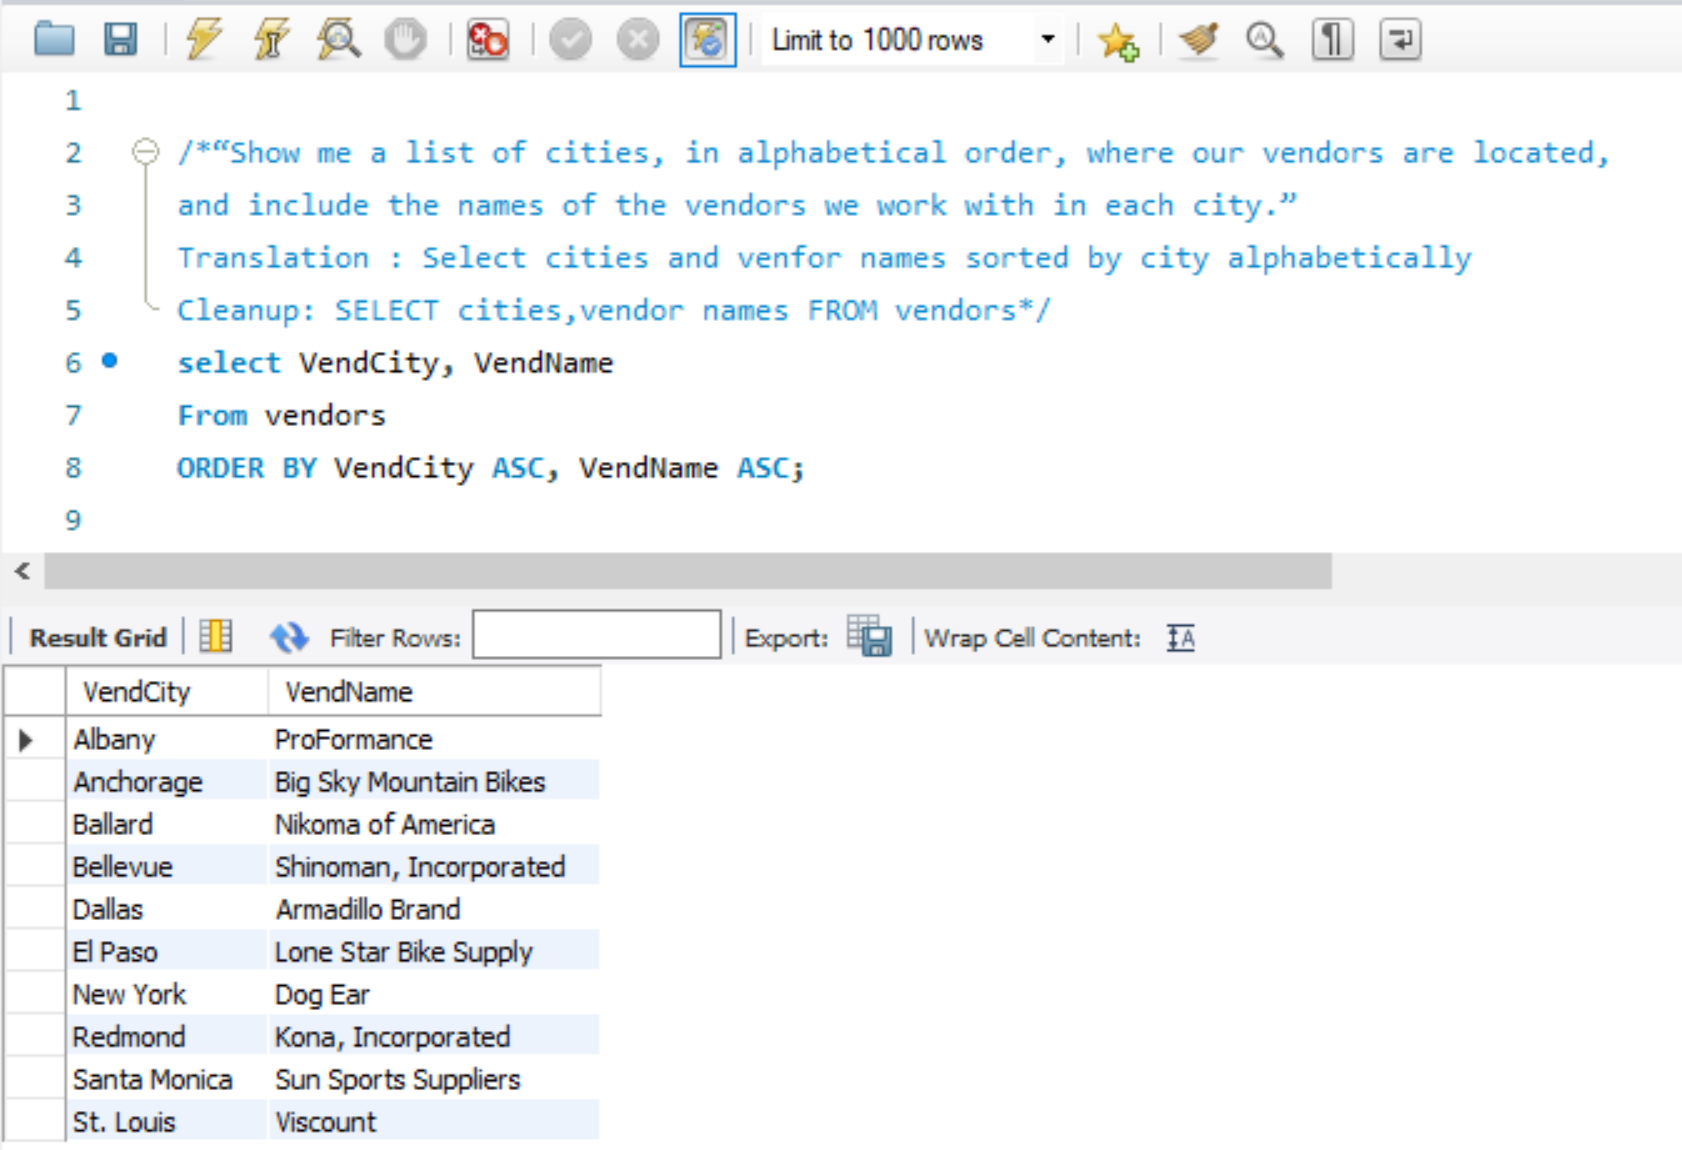 Limit to 1000 rows
1
2 /*“Show me a list of cities, in alphabetical order, where our vendors are located,
3 and include the names of the vendors we work with in each city.”
4 Translation : Select cities and venfor names sorted by city alphabetically
5 Cleanup: SELECT cities,vendor names FROM vendors*/
6 select VendCity, VendName
7 From vendors
8 ORDER BY VendCity ASC, VendName ASC;
9
Result Grid Filter Rows: Export: Wrap Cell Content:
VendCity VendName
Albany ProFormance
Anchorage Big Sky Mountain Bikes
Ballard Nikoma of America
Bellevue Shinoman, Incorporated
Dallas Armadillo Brand
El Paso Lone Star Bike Supply
New York Dog Ear
Redmond Kona, Incorporated
Santa Monica Sun Sports Suppliers
St. Louis Viscount